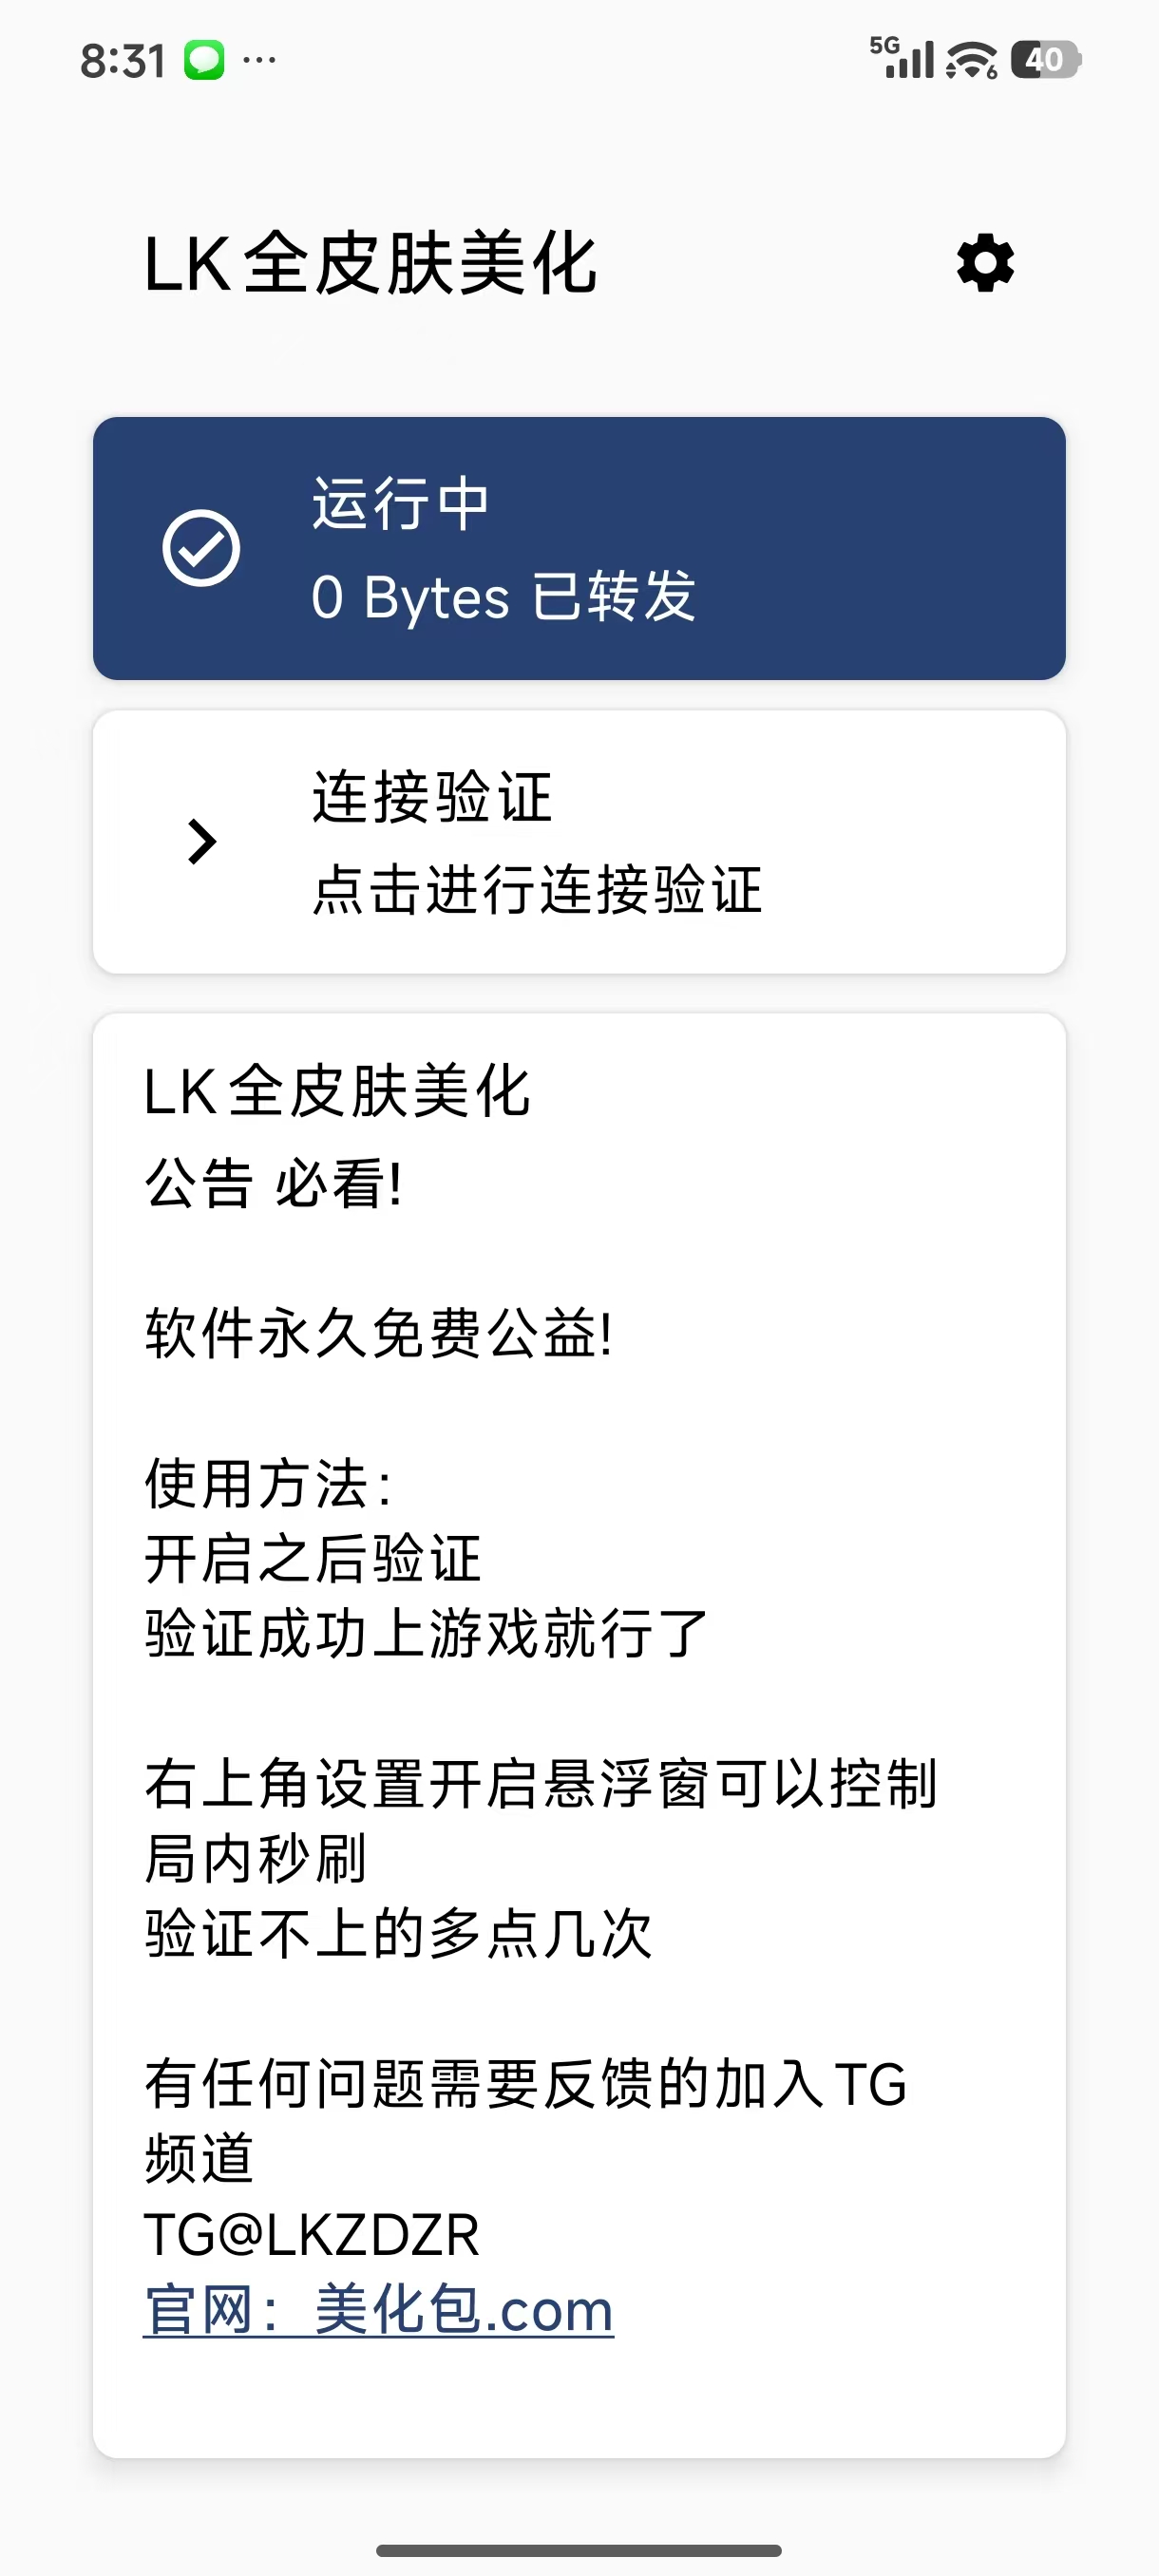 8:31
5G
6
40
LK全皮肤美化
运行中
0 Bytes 已转发
连接验证
点击进行连接验证
LK全皮肤美化
公告 必看!
软件永久免费公益!
使用方法:
开启之后验证
验证成功上游戏就行了
右上角设置开启悬浮窗可以控制
局内秒刷
验证不上的多点几次
有任何问题需要反馈的加入TG
频道
TG@LKZDZR
官网：美化包.com